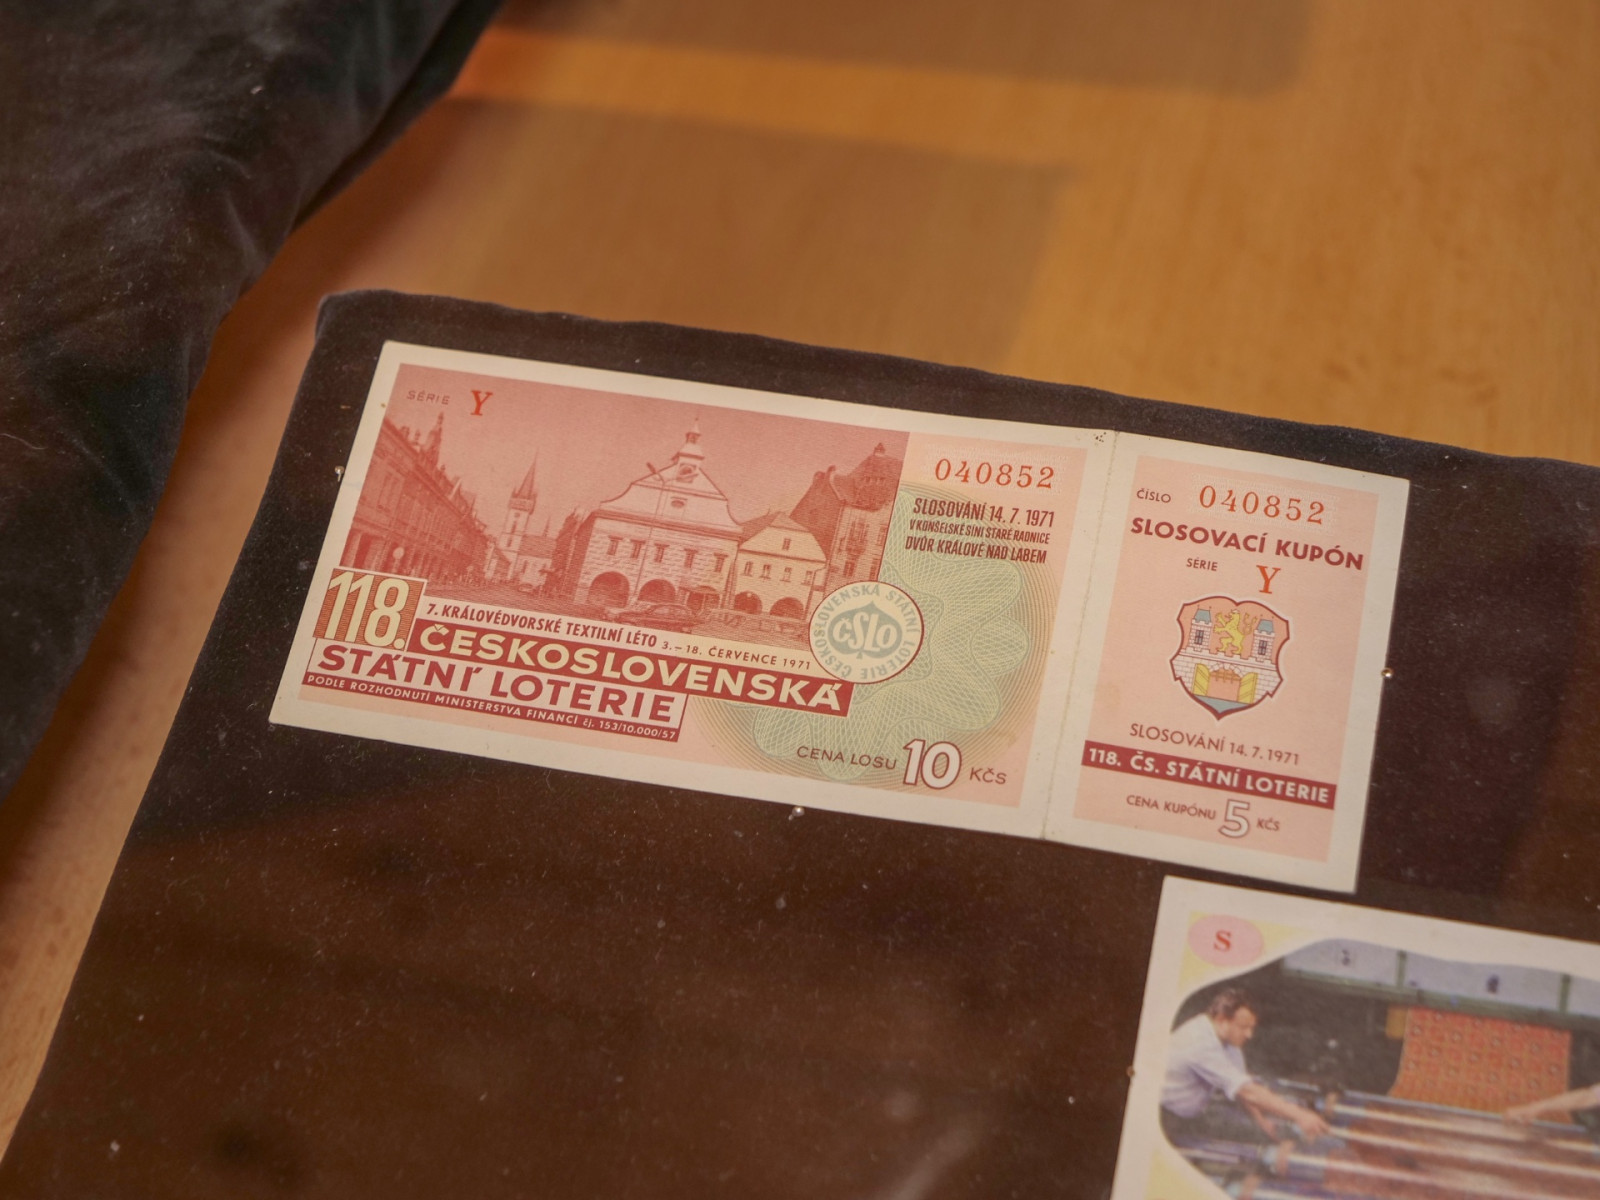 SÉRIE Y
040852
SLOSOVÁNÍ 14. 7. 1971
V KONŠELSKÉ SÍNI STARÉ RADNICE
DVŮR KRÁLOVÉ NAD LABEM
118.
7. KRÁLOVÉDVORSKÉ TEXTILNÍ LÉTO 3. – 18. ČERVENCE 1971
ČESKOSLOVENSKÁ
STÁTNÍ LOTERIE
PODLE ROZHODNUTÍ MINISTERSTVA FINANCÍ čj. 153/10.000/57
ČESKOSLOVENSKÁ STÁTNÍ LOTERIE
ČSLO
CENA LOSU 10 KČS
ČÍSLO 040852
SLOSOVACÍ KUPÓN
SÉRIE Y
SLOSOVÁNÍ 14. 7. 1971
118. ČS. STÁTNÍ LOTERIE
CENA KUPÓNU 5 KČS
S